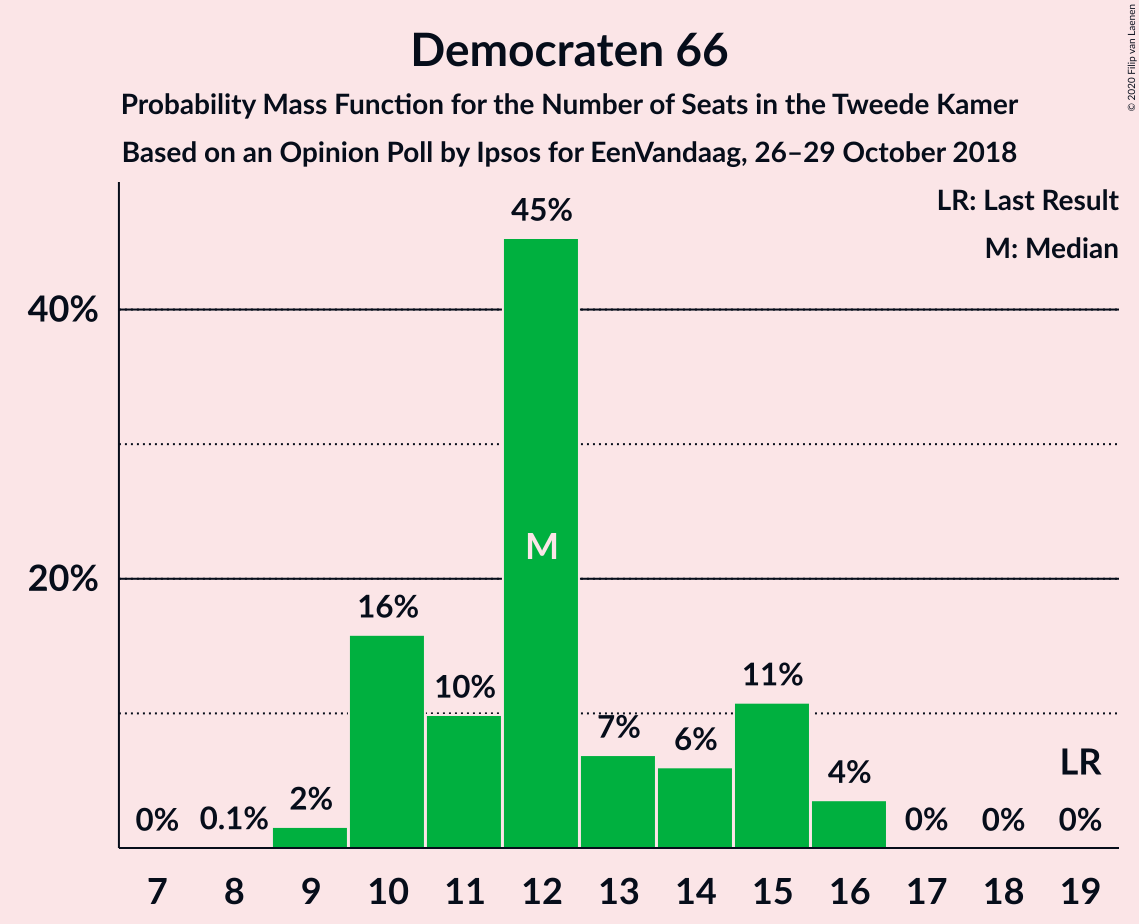 Democraten 66
Probability Mass Function for the Number of Seats in the Tweede Kamer
Based on an Opinion Poll by Ipsos for EenVandaag, 26–29 October 2018
© 2020 Filip van Laenen
LR: Last Result
M: Median
40%
20%
0%
0.1%
2%
16%
10%
45%
M
7%
6%
11%
4%
0%
0%
LR
0%
7 8 9 10 11 12 13 14 15 16 17 18 19